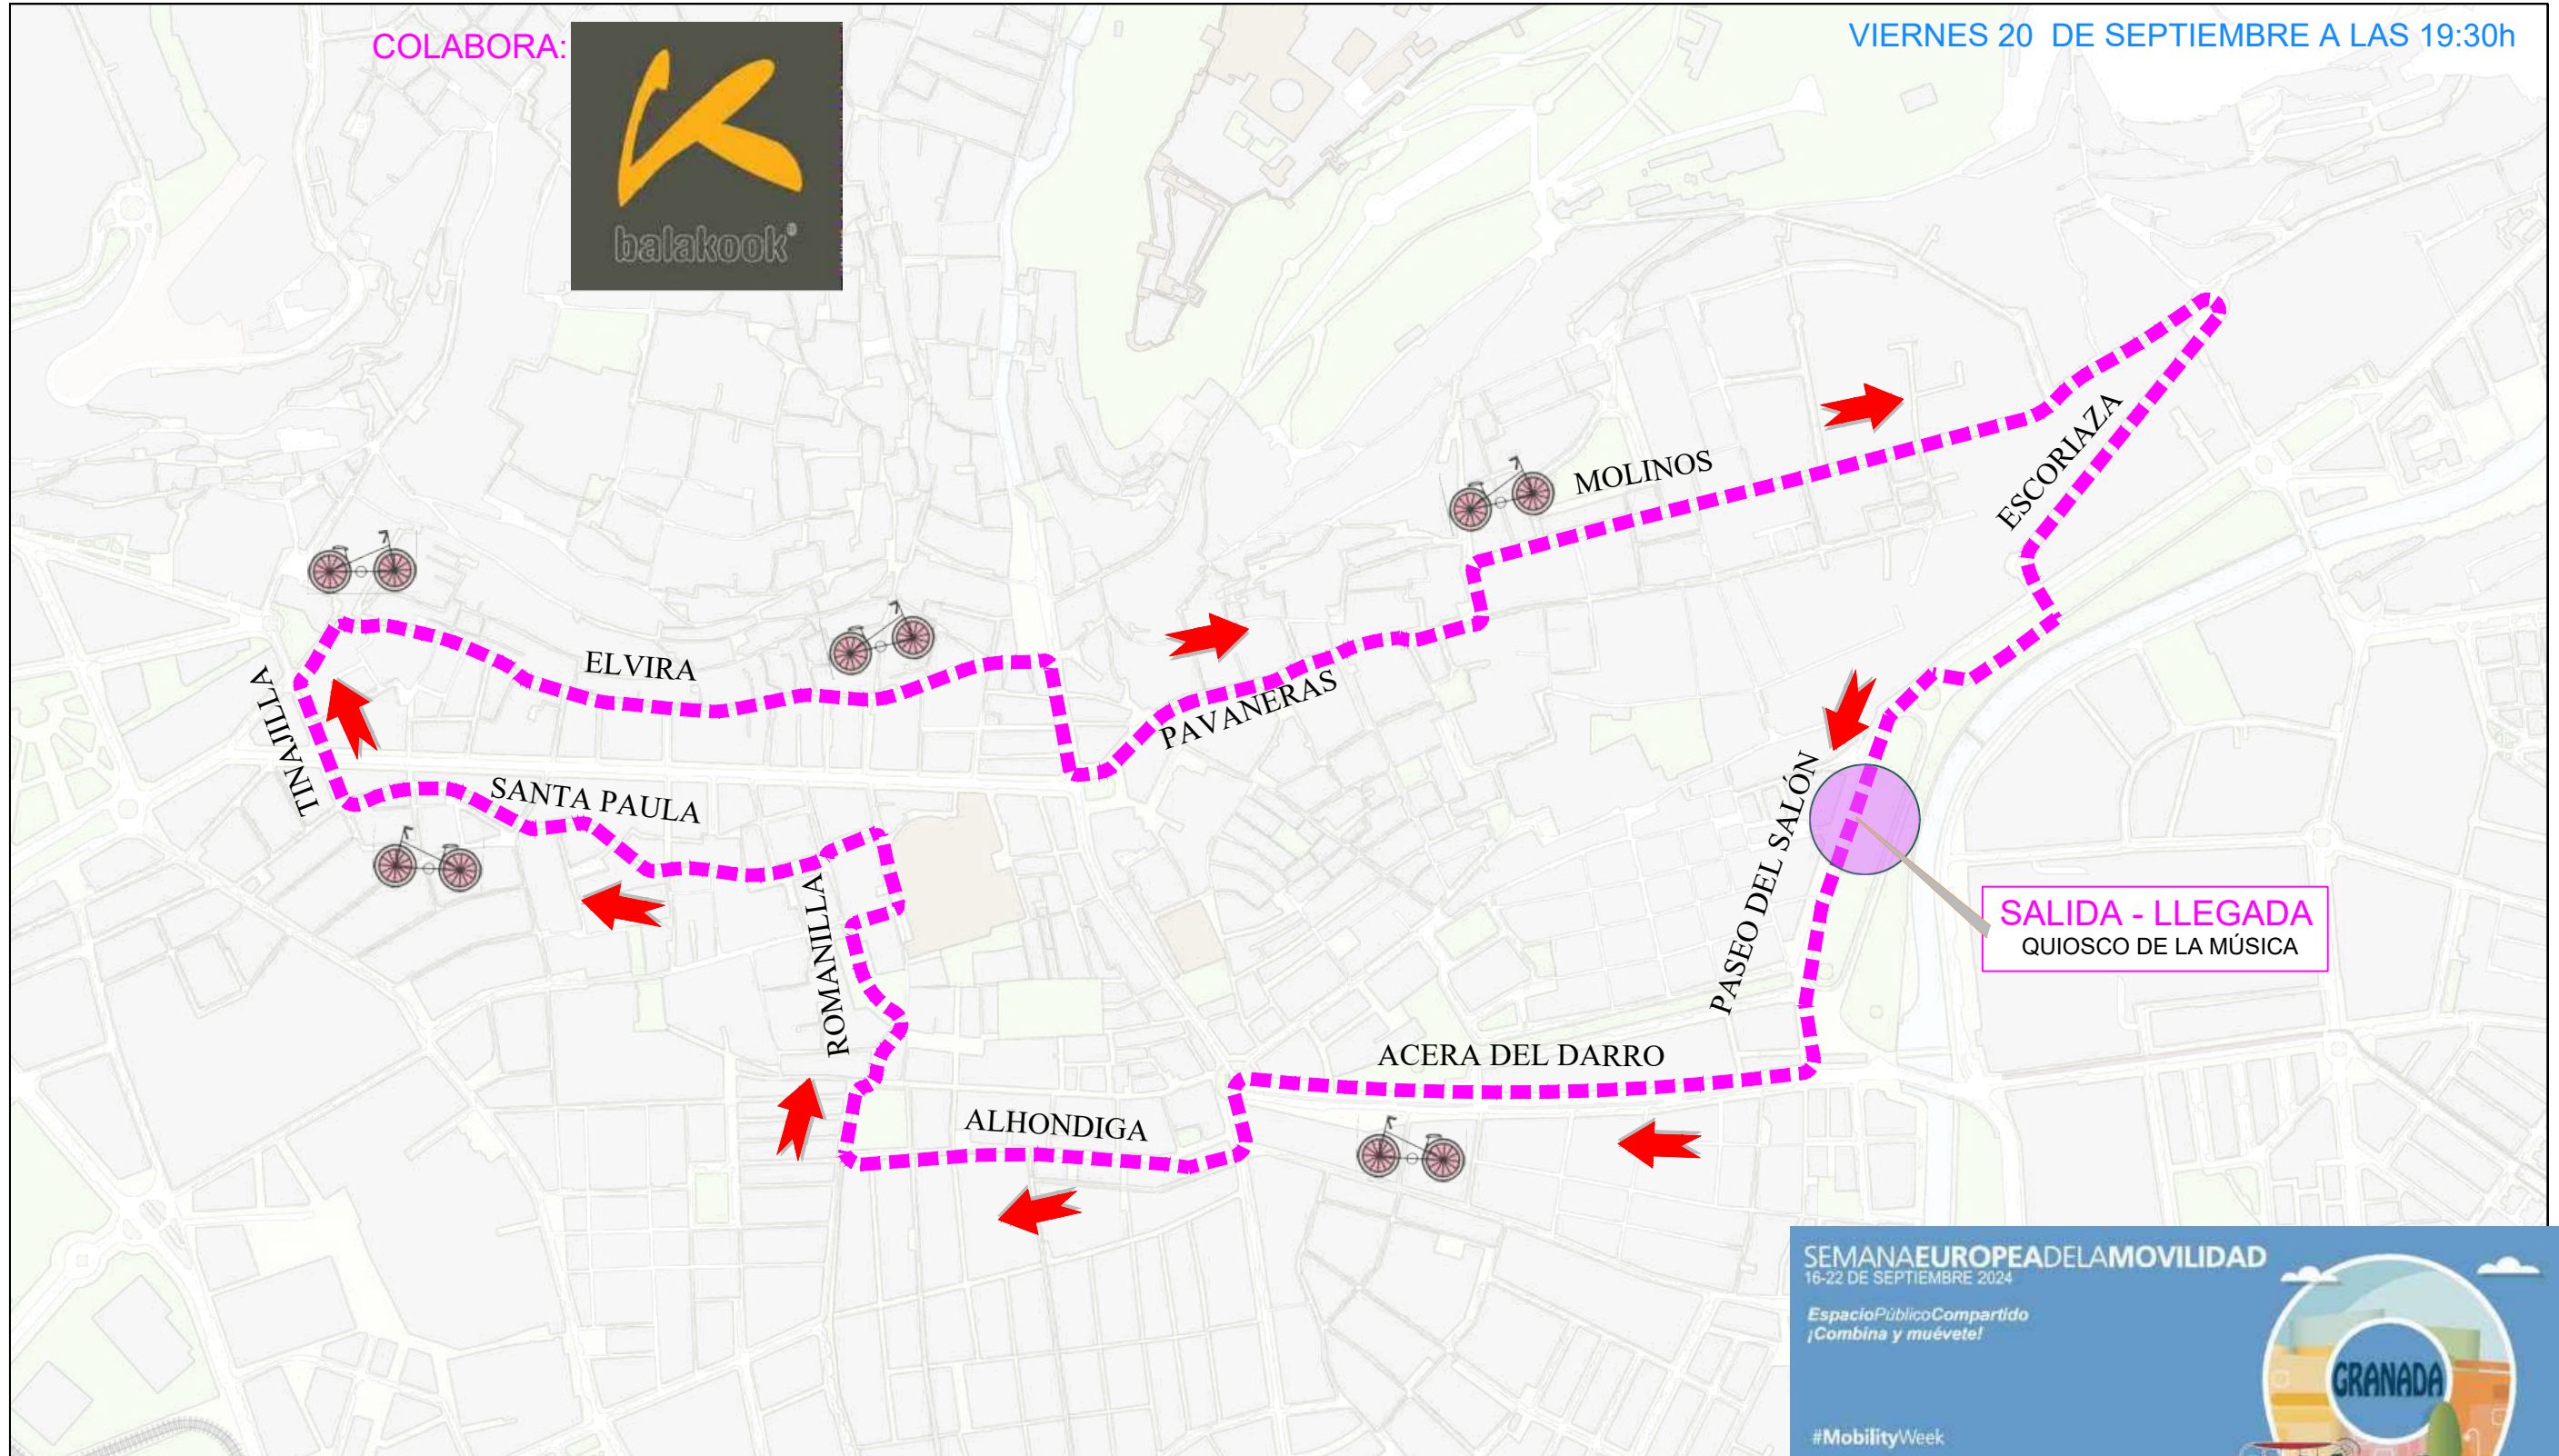 COLABORA:
balakook®
VIERNES 20 DE SEPTIEMBRE A LAS 19:30h
MOLINOS
ESCORIAZA
ELVIRA
PAVANERAS
TINAJILLA
SANTA PAULA
ROMANILLA
PASEO DEL SALÓN
SALIDA - LLEGADA
QUIOSCO DE LA MÚSICA
ACERA DEL DARRO
ALHONDIGA
SEMANAEUROPEADELAMOVILIDAD
16-22 DE SEPTIEMBRE 2024
EspacioPúblicoCompartido
¡Combina y muévete!
GRANADA
#MobilityWeek